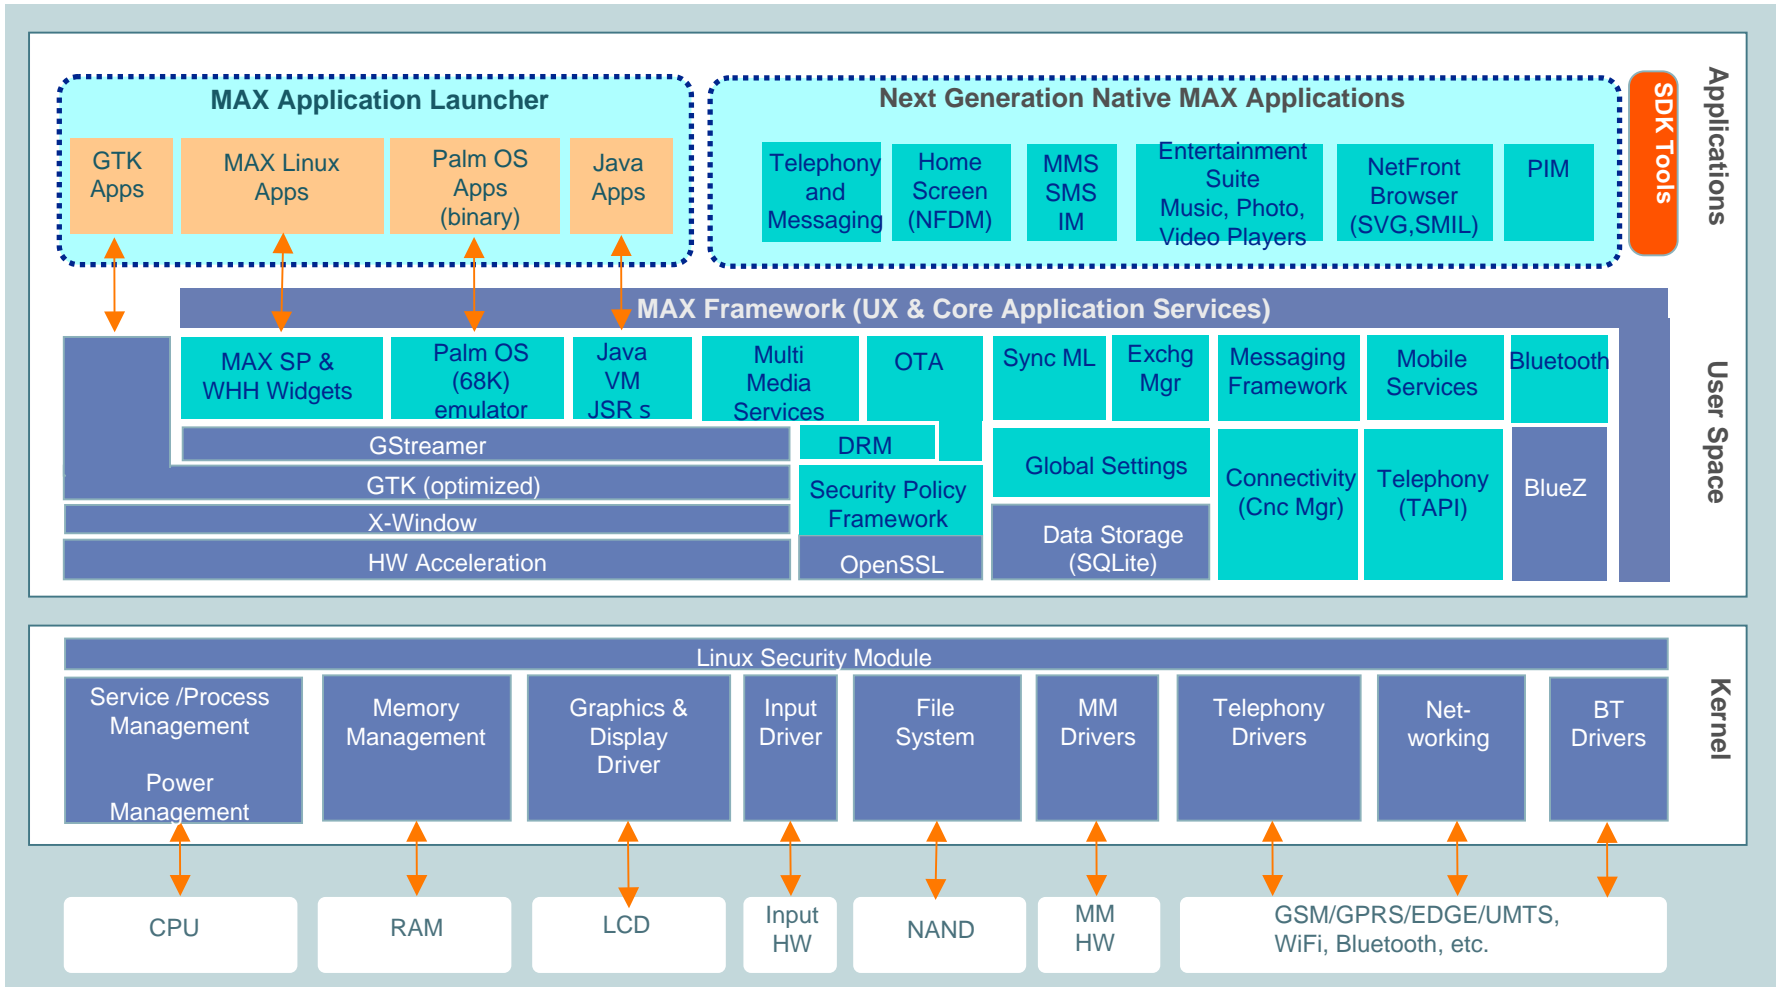 MAX Application Launcher
GTK
Apps
MAX Linux
Apps
Palm OS
Apps
(binary)
Java
Apps
Next Generation Native MAX Applications
Telephony
and
Messaging
Home
Screen
(NFDM)
MMS
SMS
IM
Entertainment
Suite
Music, Photo,
Video Players
NetFront
Browser
(SVG,SMIL)
PIM
SDK Tools
Applications
MAX Framework (UX & Core Application Services)
MAX SP &
WHH Widgets
Palm OS
(68K)
emulator
Java
VM
JSR s
Multi
Media
Services
OTA
Sync ML
Exchg
Mgr
Messaging
Framework
Mobile
Services
Bluetooth
GStreamer
DRM
Global Settings
GTK (optimized)
Security Policy
Framework
Connectivity
(Cnc Mgr)
Telephony
(TAPI)
BlueZ
X-Window
Data Storage
(SQLite)
HW Acceleration
OpenSSL
User Space
Linux Security Module
Service /Process
Management
Power
Management
Memory
Management
Graphics &
Display
Driver
Input
Driver
File
System
MM
Drivers
Telephony
Drivers
Net-
working
BT
Drivers
Kernel
CPU
RAM
LCD
Input
HW
NAND
MM
HW
GSM/GPRS/EDGE/UMTS,
WiFi, Bluetooth, etc.